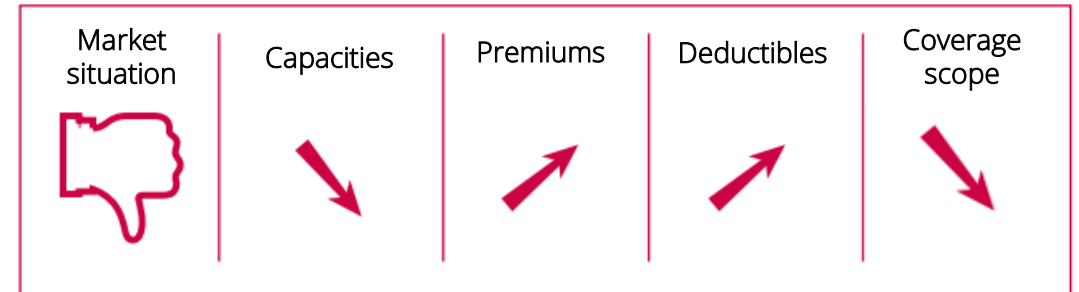 Market
situation
Capacities
Premiums
Deductibles
Coverage
scope